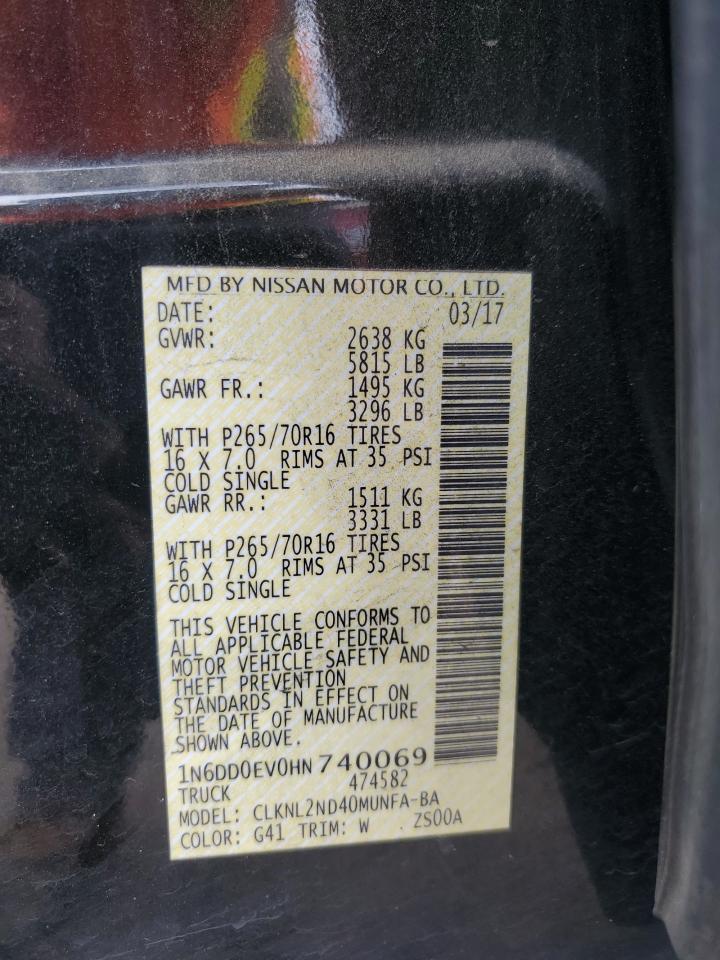 MFD BY NISSAN MOTOR CO., LTD.
DATE: 03/17
GVWR: 2638 KG
5815 LB
GAWR FR.: 1495 KG
3296 LB
WITH P265/70R16 TIRES
16 X 7.0 RIMS AT 35 PSI
COLD SINGLE
GAWR RR.: 1511 KG
3331 LB
WITH P265/70R16 TIRES
16 X 7.0 RIMS AT 35 PSI
COLD SINGLE
THIS VEHICLE CONFORMS TO
ALL APPLICABLE FEDERAL
MOTOR VEHICLE SAFETY AND
THEFT PREVENTION
STANDARDS IN EFFECT ON
THE DATE OF MANUFACTURE
SHOWN ABOVE.
1N6DD0EV0HN 740069
TRUCK 474582
MODEL: CLKNL2ND40MUNFA-BA
COLOR: G41 TRIM: W ZS00A